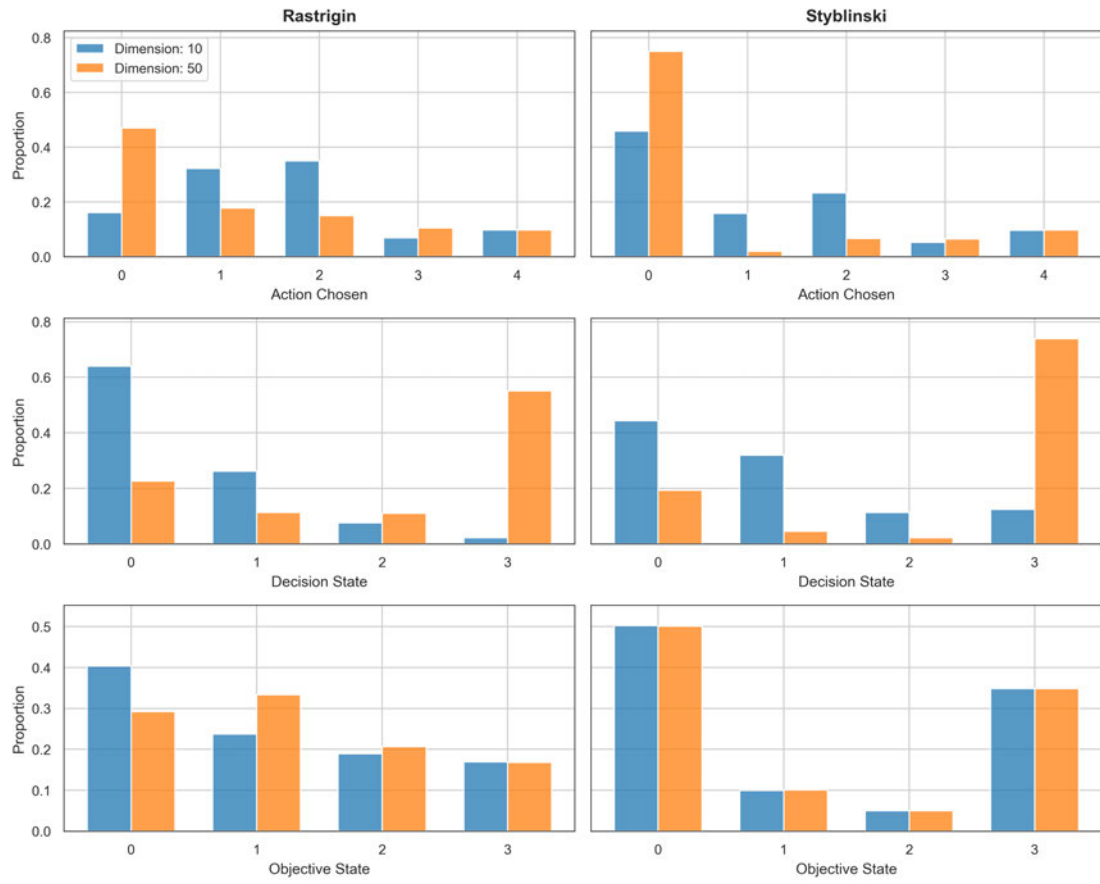 Rastrigin
Styblinski
Proportion
0.8
0.6
0.4
0.2
0.0
Dimension: 10
Dimension: 50
0 1 2 3 4
Action Chosen
0 1 2 3 4
Action Chosen
Proportion
0.8
0.6
0.4
0.2
0.0
0 1 2 3
Decision State
0 1 2 3
Decision State
Proportion
0.5
0.4
0.3
0.2
0.1
0.0
0 1 2 3
Objective State
0 1 2 3
Objective State